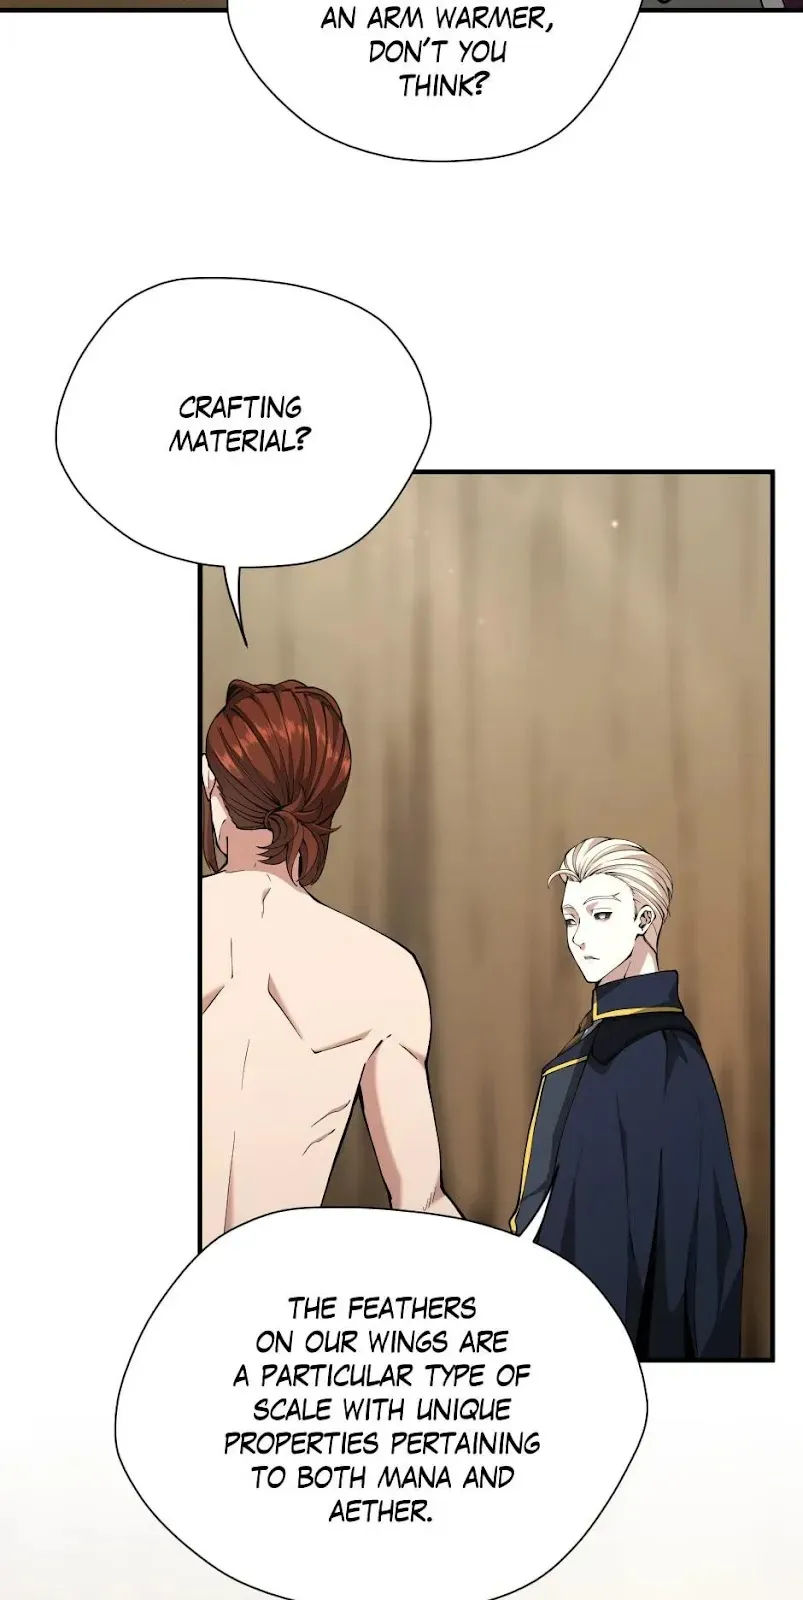 AN ARM WARMER,
DON'T YOU
THINK?
CRAFTING
MATERIAL?
THE FEATHERS
ON OUR WINGS ARE
A PARTICULAR TYPE OF
SCALE WITH UNIQUE
PROPERTIES PERTAINING
TO BOTH MANA AND
AETHER.